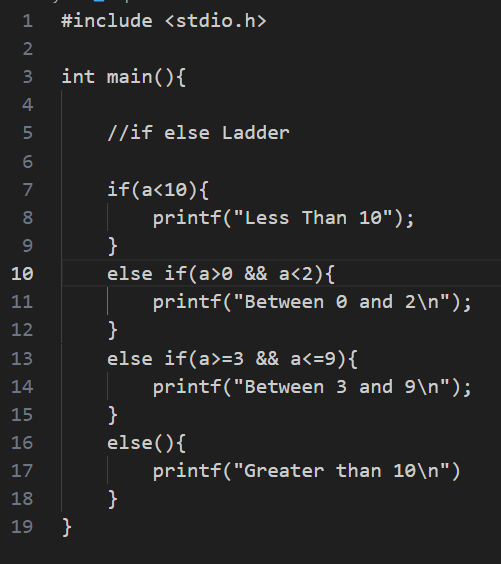 1 #include <stdio.h>
2
3 int main(){
4
5 //if else Ladder
6
7 if(a<10){
8 printf("Less Than 10");
9 }
10 else if(a>0 && a<2){
11 printf("Between 0 and 2\n");
12 }
13 else if(a>=3 && a<=9){
14 printf("Between 3 and 9\n");
15 }
16 else(){
17 printf("Greater than 10\n")
18 }
19 }